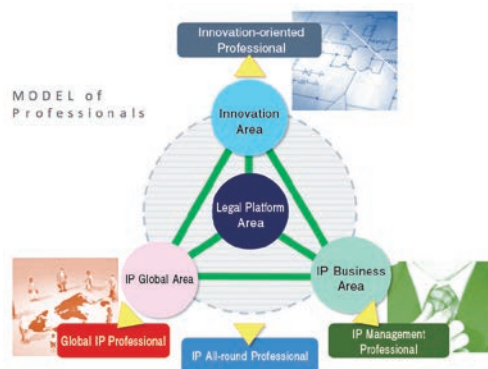 Innovation-oriented
Professional
MODEL of
Professionals
Innovation
Area
Legal Platform
Area
IP Global Area
IP Business
Area
Global IP Professional
IP All-round Professional
IP Management
Professional